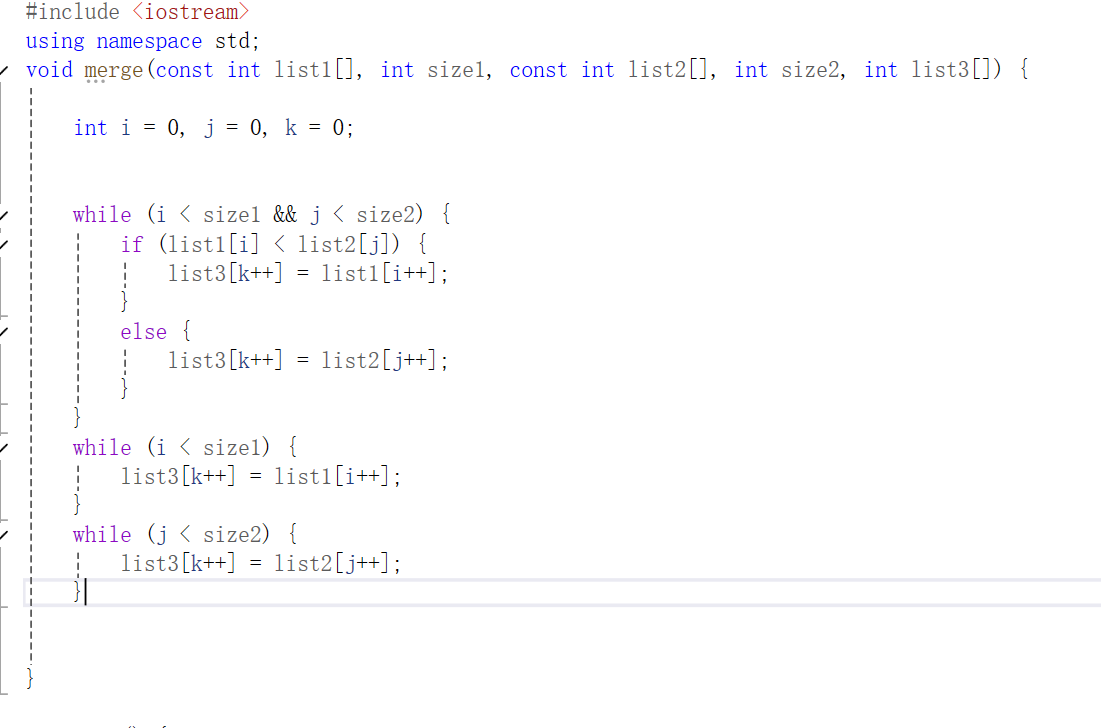 #include <iostream>
using namespace std;
void merge(const int list1[], int size1, const int list2[], int size2, int list3[]) {
int i = 0, j = 0, k = 0;
while (i < size1 && j < size2) {
if (list1[i] < list2[j]) {
list3[k++] = list1[i++];
}
else {
list3[k++] = list2[j++];
}
}
while (i < size1) {
list3[k++] = list1[i++];
}
while (j < size2) {
list3[k++] = list2[j++];
}
}